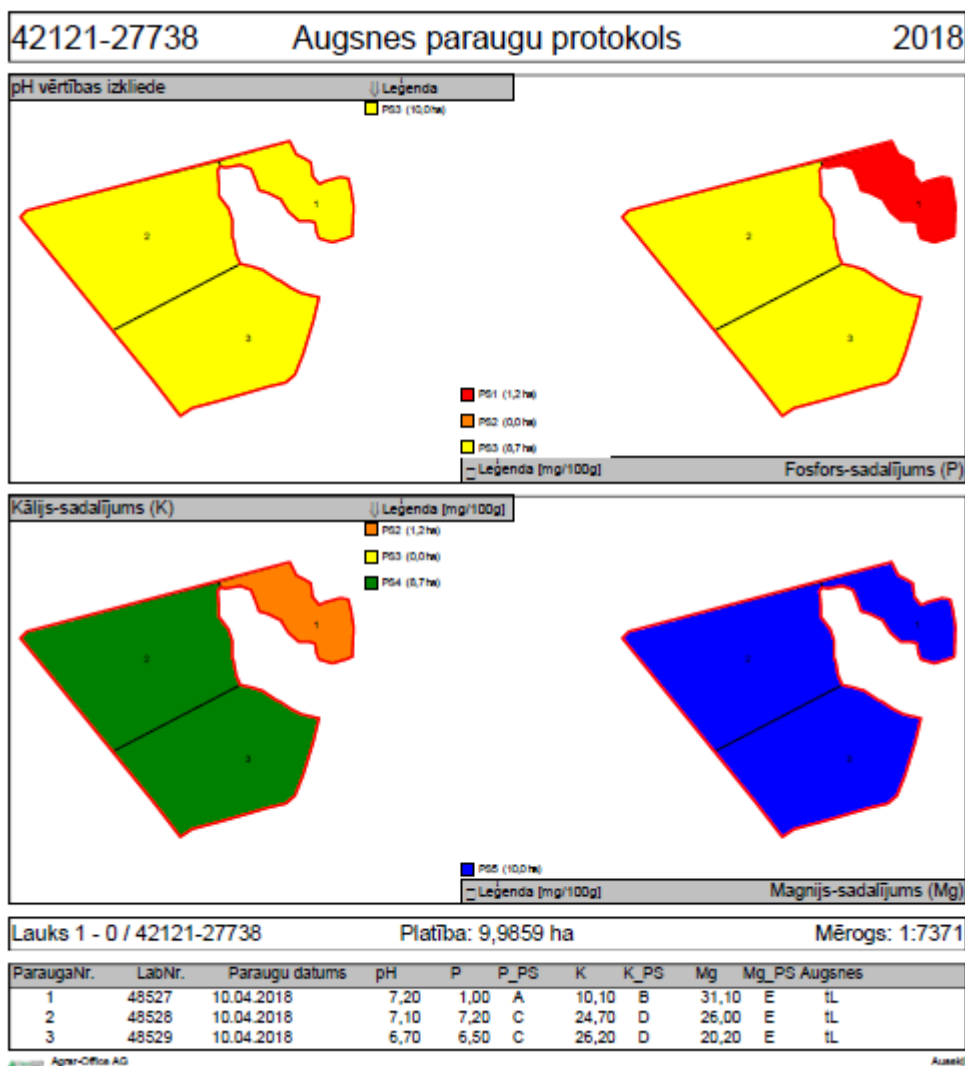 42121-27738 Augsnes paraugu protokols 2018
pH vērtības izkliede ⇩ Leģenda
PS3 (10,0ha)
2
1
3
2
1
3
PS1 (1,2ha)
PS2 (0,0ha)
PS3 (8,7ha)
Leģenda [mg/100g] Fosfors-sadalījums (P)
Kālijs-sadalījums (K) ⇩ Leģenda [mg/100g]
PS2 (1,2ha)
PS3 (0,0ha)
PS4 (8,7ha)
2
1
3
2
1
3
PS5 (10,0ha)
Leģenda [mg/100g] Magnijs-sadalījums (Mg)
Lauks 1 - 0 / 42121-27738 Platība: 9,9859 ha Mērogs: 1:7371
ParaugaNr. LabNr. Paraugu datums pH P P_PS K K_PS Mg Mg_PS Augsnes
1 48527 10.04.2018 7,20 1,00 A 10,10 B 31,10 E tL
2 48528 10.04.2018 7,10 7,20 C 24,70 D 26,00 E tL
3 48529 10.04.2018 6,70 6,50 C 26,20 D 20,20 E tL
Agrar-Office AG